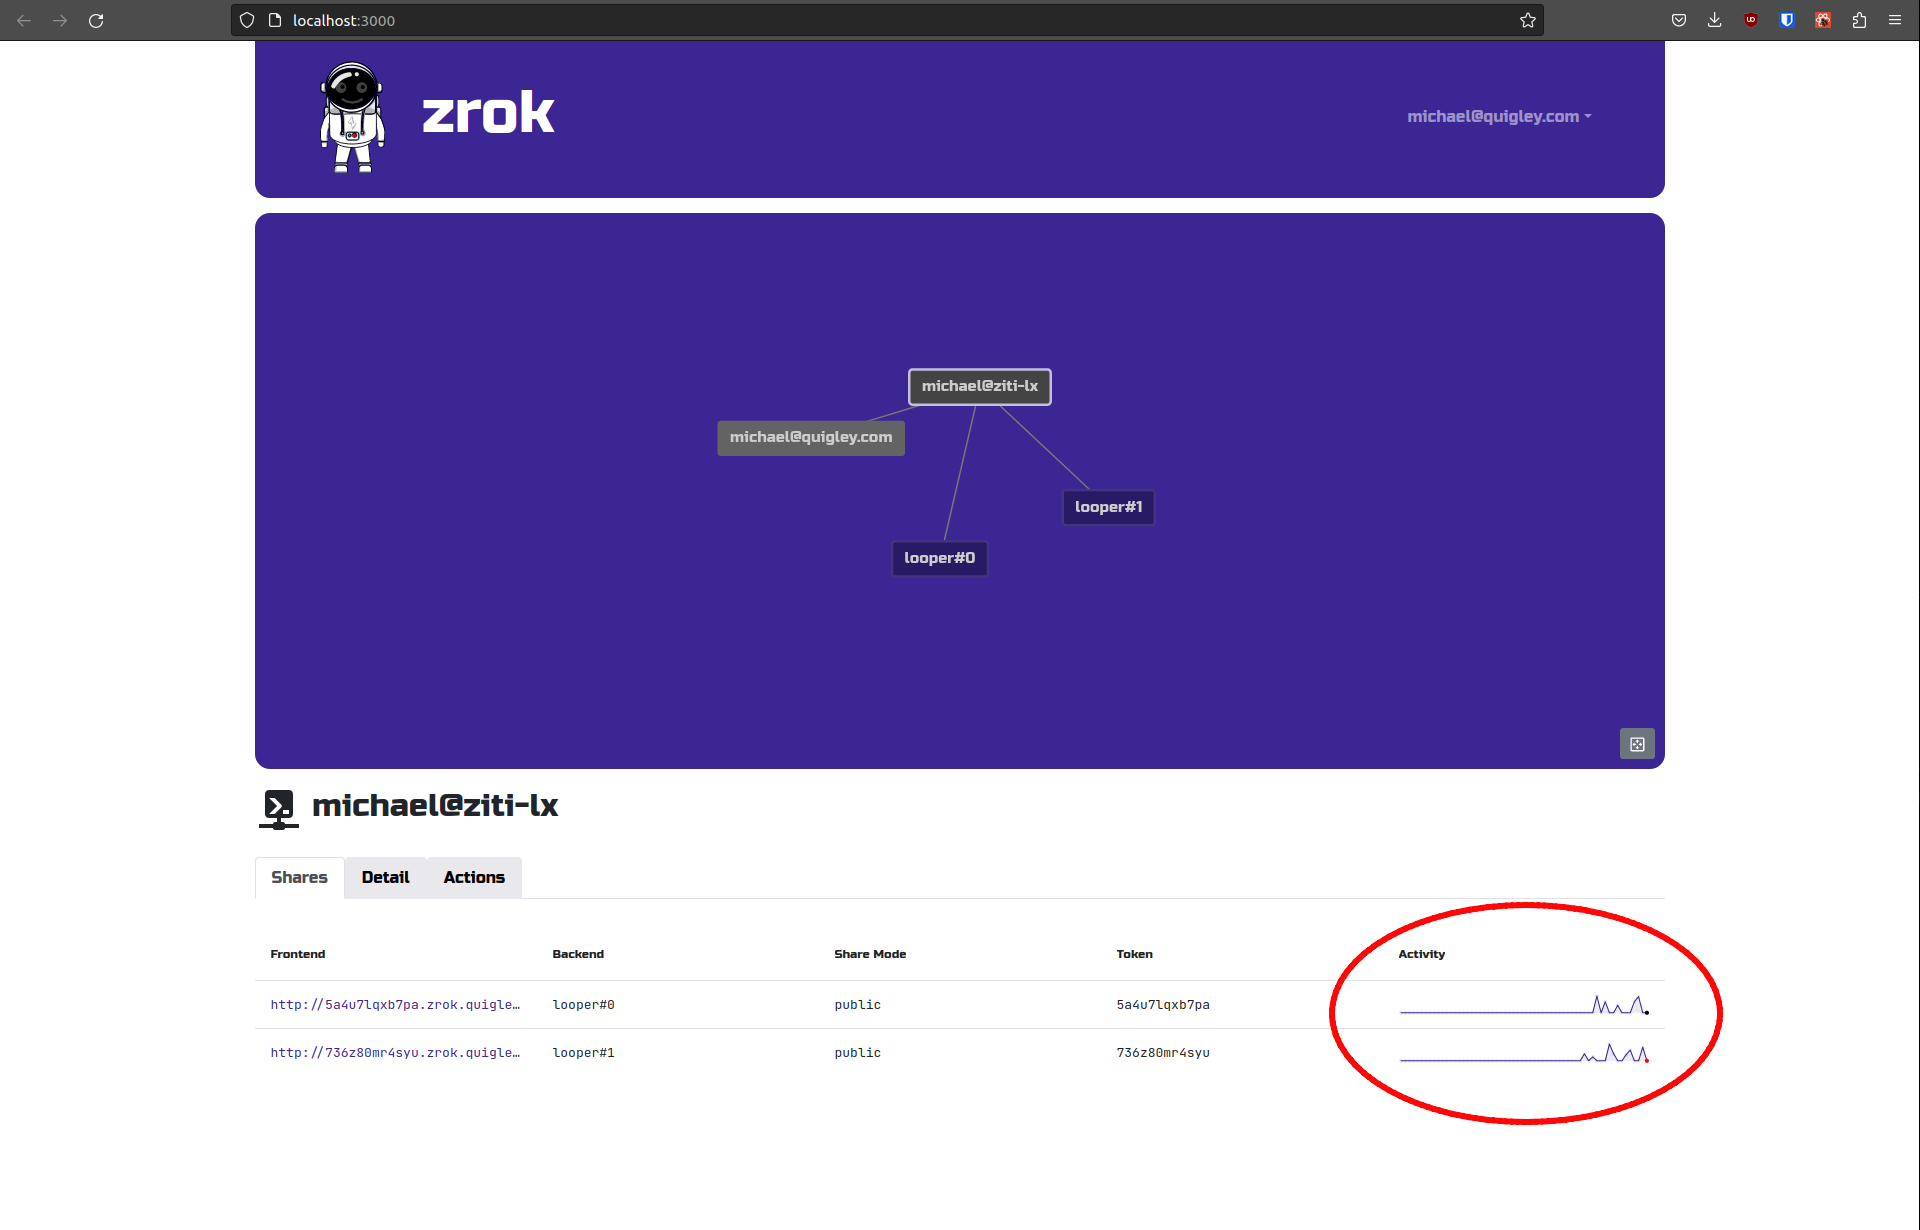 localhost:3000
zrok
michael@quigley.com
michael@ziti-lx
michael@quigley.com
looper#1
looper#0
michael@ziti-lx
Shares Detail Actions
Frontend Backend Share Mode Token Activity
http://5a4u7lqxb7pa.zrok.quigle… looper#0 public 5a4u7lqxb7pa
http://736z80mr4syu.zrok.quigle… looper#1 public 736z80mr4syu